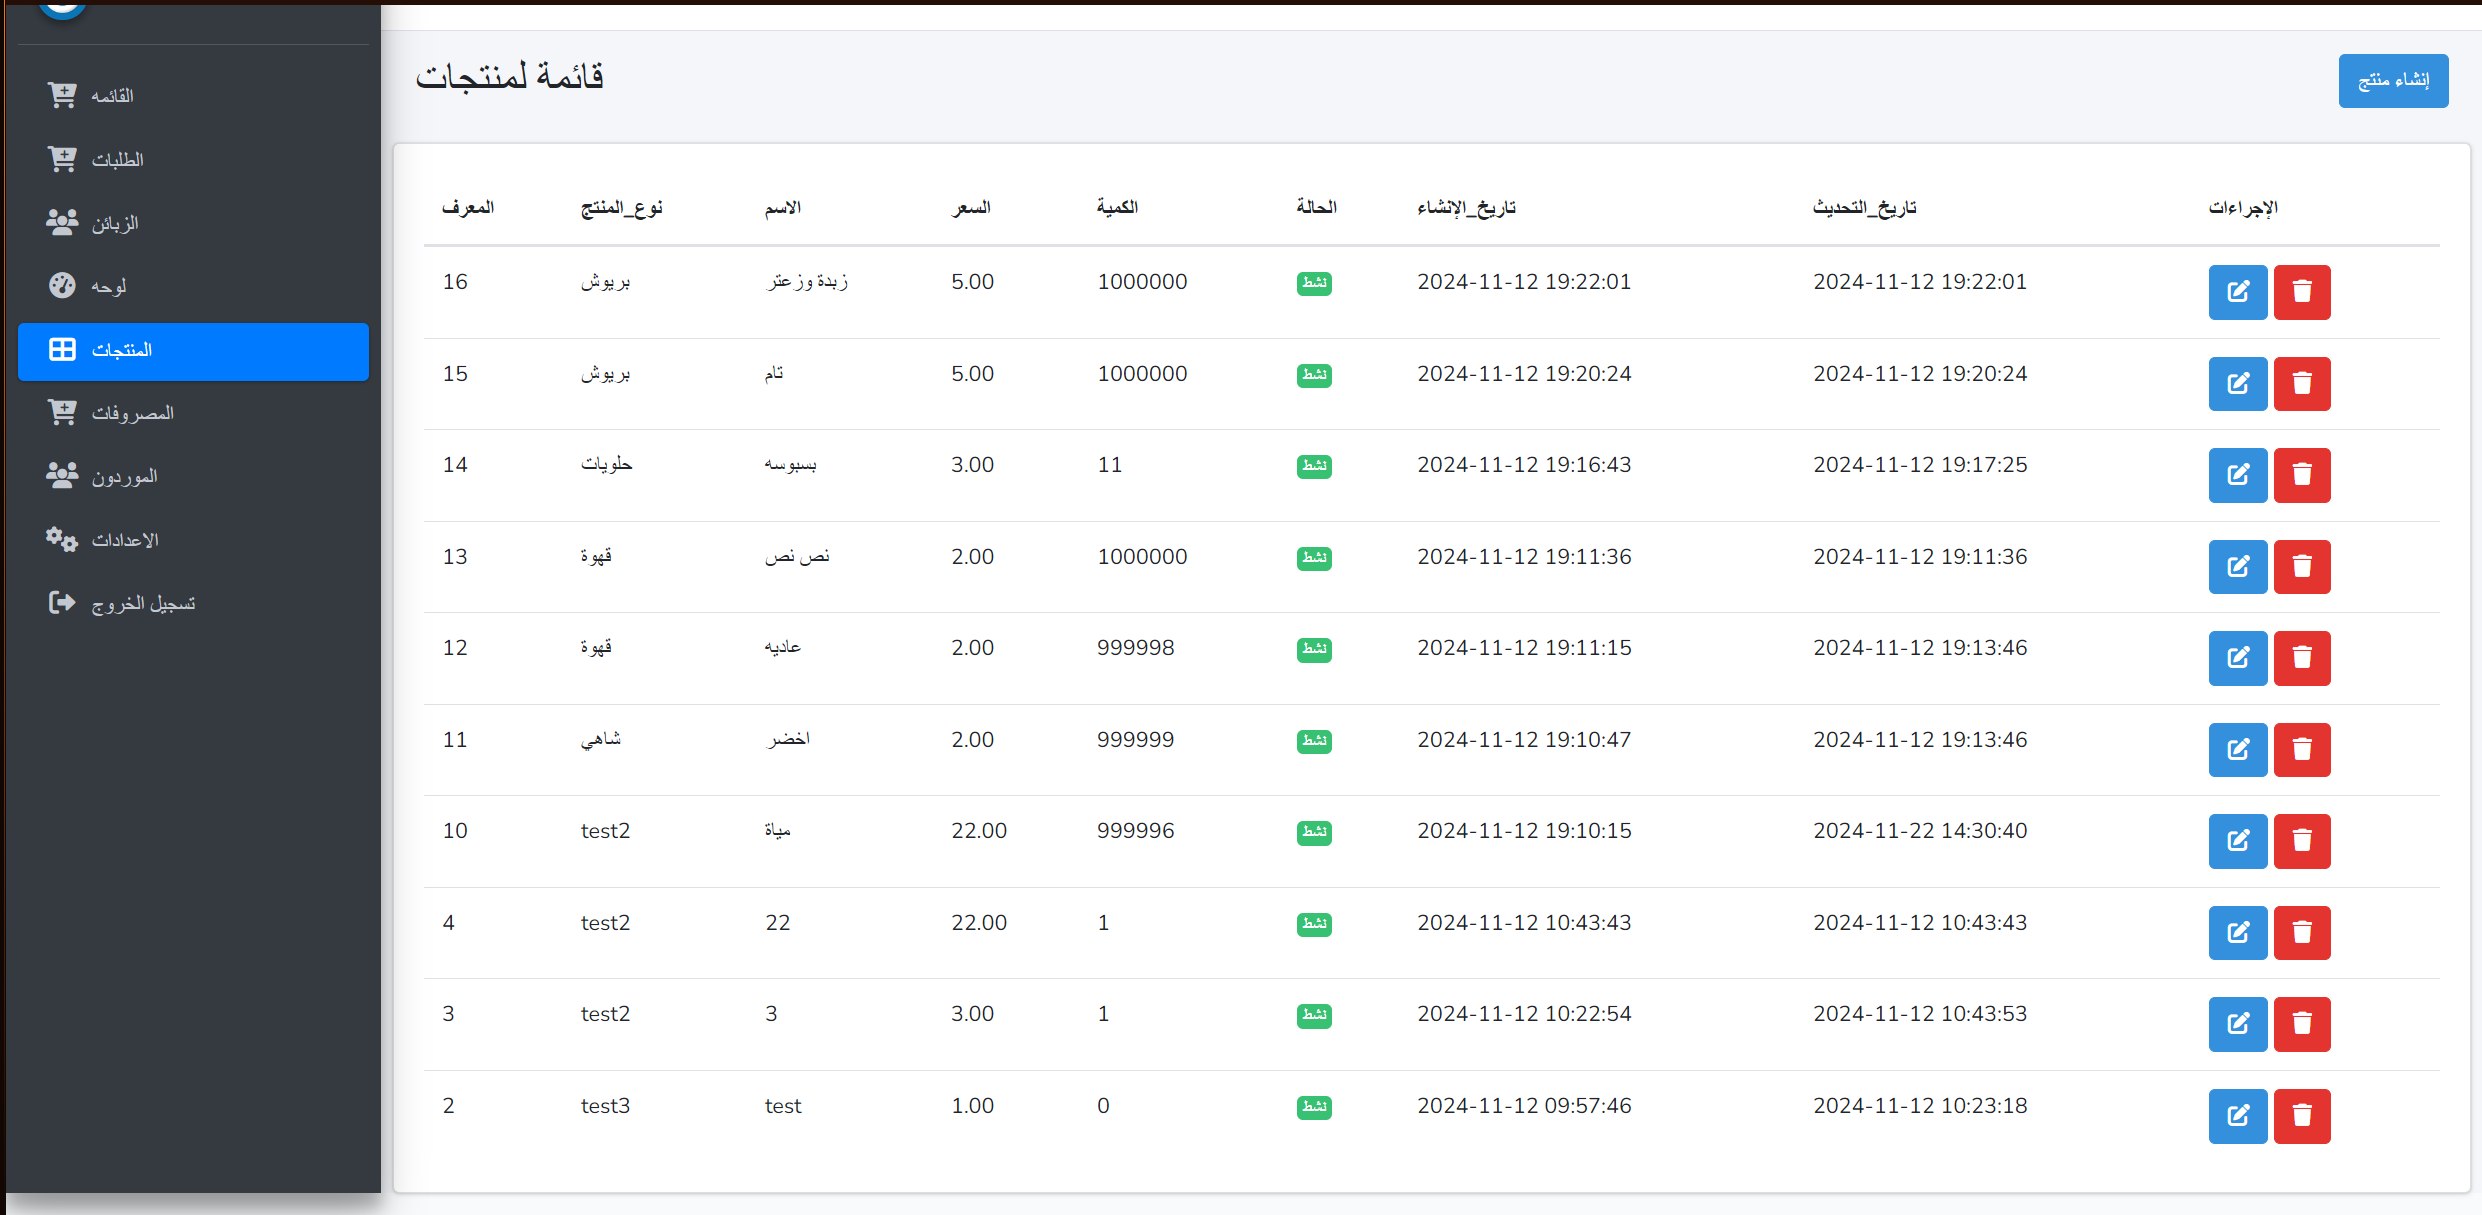 القائمه
الطلبات
الزبائن
لوحه
المنتجات
المصروفات
الموردون
الاعدادات
تسجيل الخروج
قائمة لمنتجات
إنشاء منتج
المعرف نوع_المنتج الاسم السعر الكمية الحالة تاريخ_الإنشاء تاريخ_التحديث الإجراءات
16 بريوش زبدة وزعتر 5.00 1000000 نشط 2024-11-12 19:22:01 2024-11-12 19:22:01
15 بريوش تام 5.00 1000000 نشط 2024-11-12 19:20:24 2024-11-12 19:20:24
14 حلويات بسبوسه 3.00 11 نشط 2024-11-12 19:16:43 2024-11-12 19:17:25
13 قهوة نص نص 2.00 1000000 نشط 2024-11-12 19:11:36 2024-11-12 19:11:36
12 قهوة عاديه 2.00 999998 نشط 2024-11-12 19:11:15 2024-11-12 19:13:46
11 شاهي اخضر 2.00 999999 نشط 2024-11-12 19:10:47 2024-11-12 19:13:46
10 test2 مياة 22.00 999996 نشط 2024-11-12 19:10:15 2024-11-22 14:30:40
4 test2 22 22.00 1 نشط 2024-11-12 10:43:43 2024-11-12 10:43:43
3 test2 3 3.00 1 نشط 2024-11-12 10:22:54 2024-11-12 10:43:53
2 test3 test 1.00 0 نشط 2024-11-12 09:57:46 2024-11-12 10:23:18